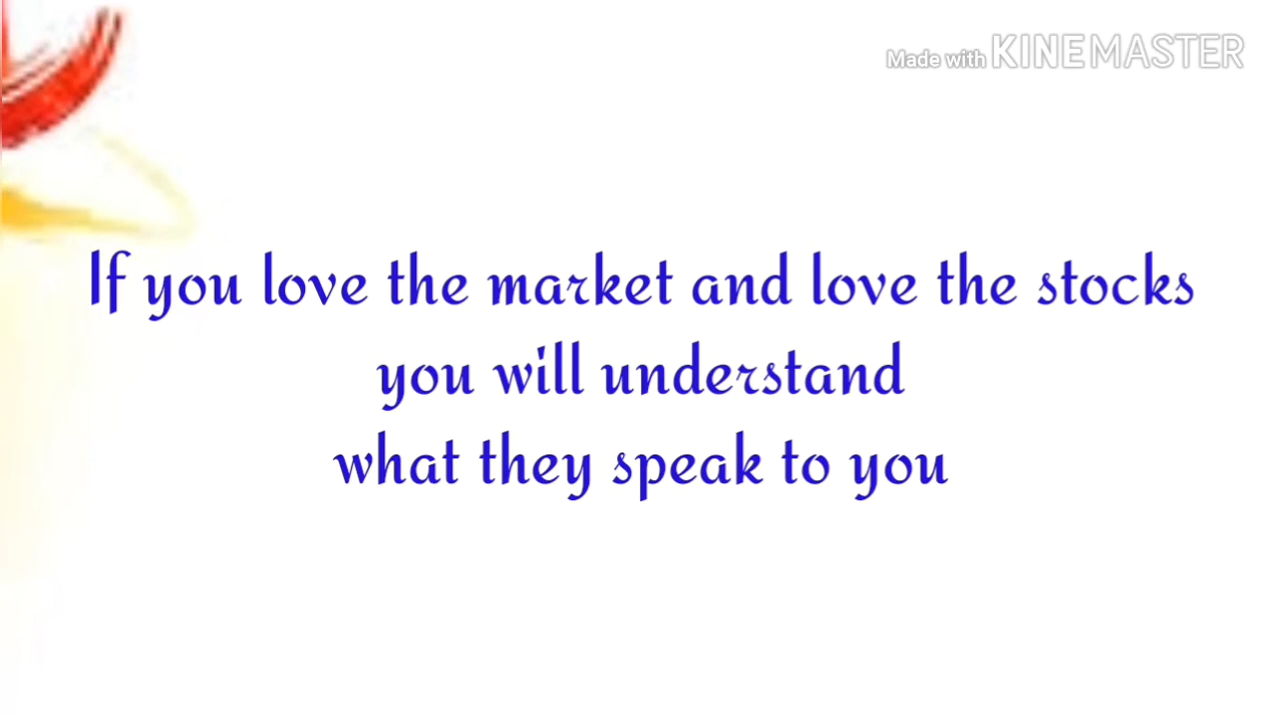 Made with KINEMASTER
If you love the market and love the stocks
you will understand
what they speak to you